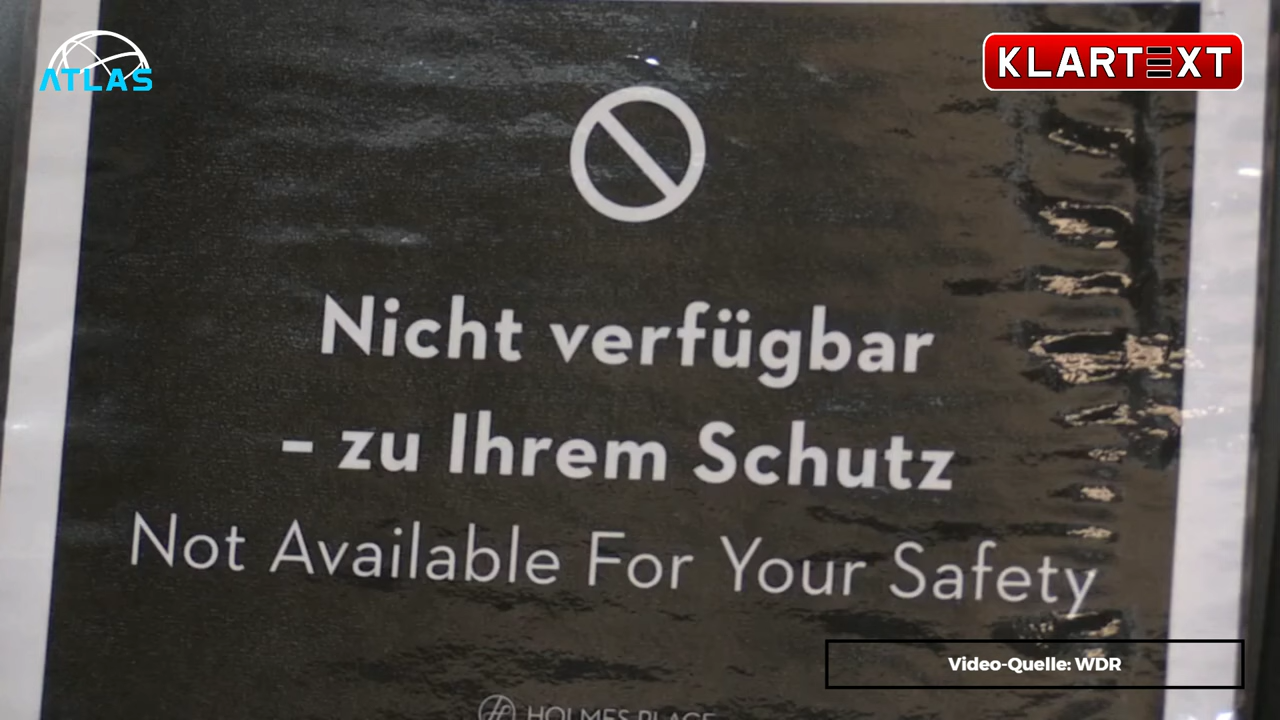 ATLAS
KLARTEXT
Nicht verfügbar
– zu Ihrem Schutz
Not Available For Your Safety
HOLMES PLACE
Video-Quelle: WDR